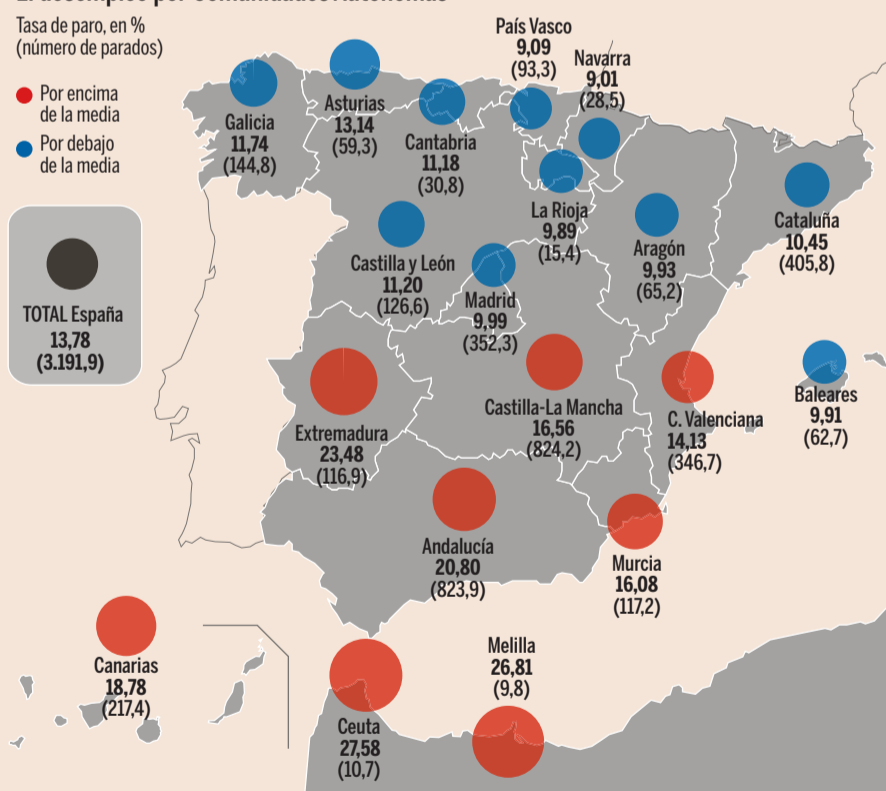 Tasa de paro, en %
(número de parados)
Por encima
de la media
Por debajo
de la media
TOTAL España
13,78
(3.191,9)
País Vasco
9,09
(93,3)
Navarra
9,01
(28,5)
Galicia
11,74
(144,8)
Asturias
13,14
(59,3)
Cantabria
11,18
(30,8)
La Rioja
9,89
(15,4)
Aragón
9,93
(65,2)
Cataluña
10,45
(405,8)
Castilla y León
11,20
(126,6)
Madrid
9,99
(352,3)
Extremadura
23,48
(116,9)
Castilla-La Mancha
16,56
(824,2)
C. Valenciana
14,13
(346,7)
Baleares
9,91
(62,7)
Andalucía
20,80
(823,9)
Murcia
16,08
(117,2)
Canarias
18,78
(217,4)
Ceuta
27,58
(10,7)
Melilla
26,81
(9,8)